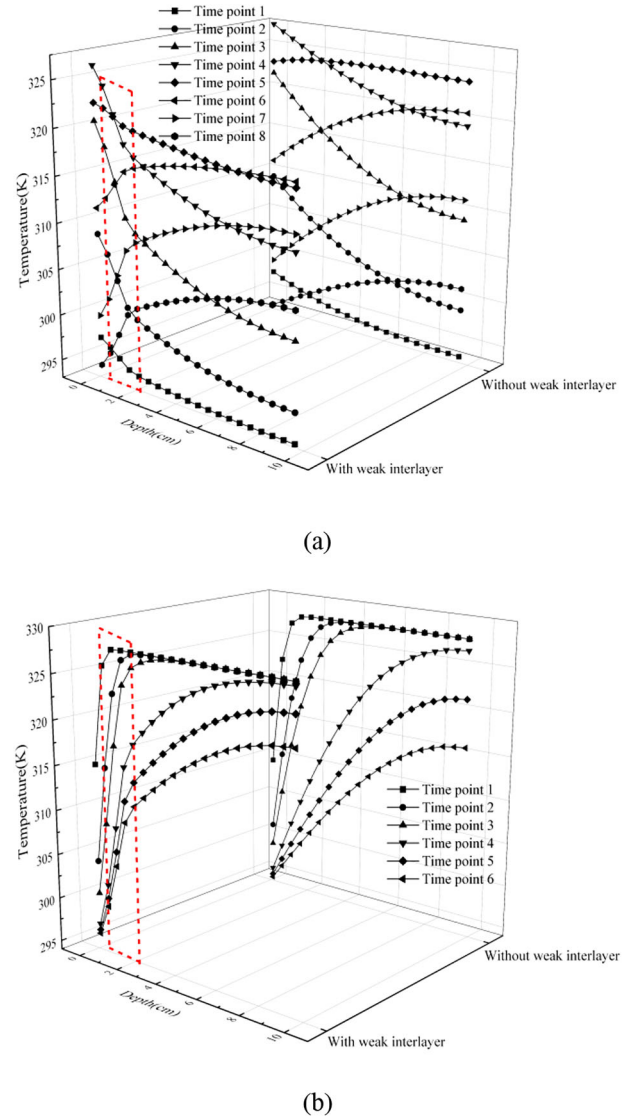 Time point 1
Time point 2
Time point 3
Time point 4
Time point 5
Time point 6
Time point 7
Time point 8
325
320
315
310
305
300
295
Temperature(K)
0
2
4
6
8
10
Depth(cm)
Without weak interlayer
With weak interlayer
(a)
330
325
320
315
310
305
300
295
Temperature(K)
Time point 1
Time point 2
Time point 3
Time point 4
Time point 5
Time point 6
0
2
4
6
8
10
Depth(cm)
Without weak interlayer
With weak interlayer
(b)